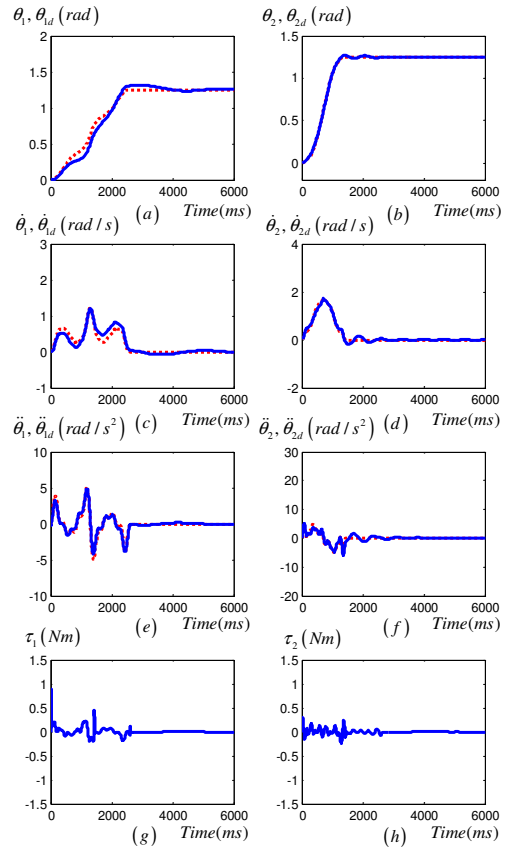 θ₁, θ₁d (rad)
θ₂, θ₂d (rad)
2
1.5
1
0.5
0
0 2000 4000 6000
(a) Time(ms)
2
1
0
0 2000 4000 6000
(b) Time(ms)
θ̇₁, θ̇₁d (rad / s)
θ̇₂, θ̇₂d (rad / s)
3
2
1
0
1
0 2000 4000 6000
(c) Time(ms)
4
2
0
-2
0 2000 4000 6000
(d) Time(ms)
θ̈₁, θ̈₁d (rad / s²)
θ̈₂, θ̈₂d (rad / s²)
10
5
0
-5
-10
0 2000 4000 6000
(e) Time(ms)
30
20
10
0
-10
-20
0 2000 4000 6000
(f) Time(ms)
τ₁ (Nm)
τ₂ (Nm)
1.5
1
0.5
0
-0.5
-1
-1.5
0 2000 4000 6000
(g) Time(ms)
1.5
1
0.5
0
-0.5
-1
-1.5
0 2000 4000 6000
(h) Time(ms)